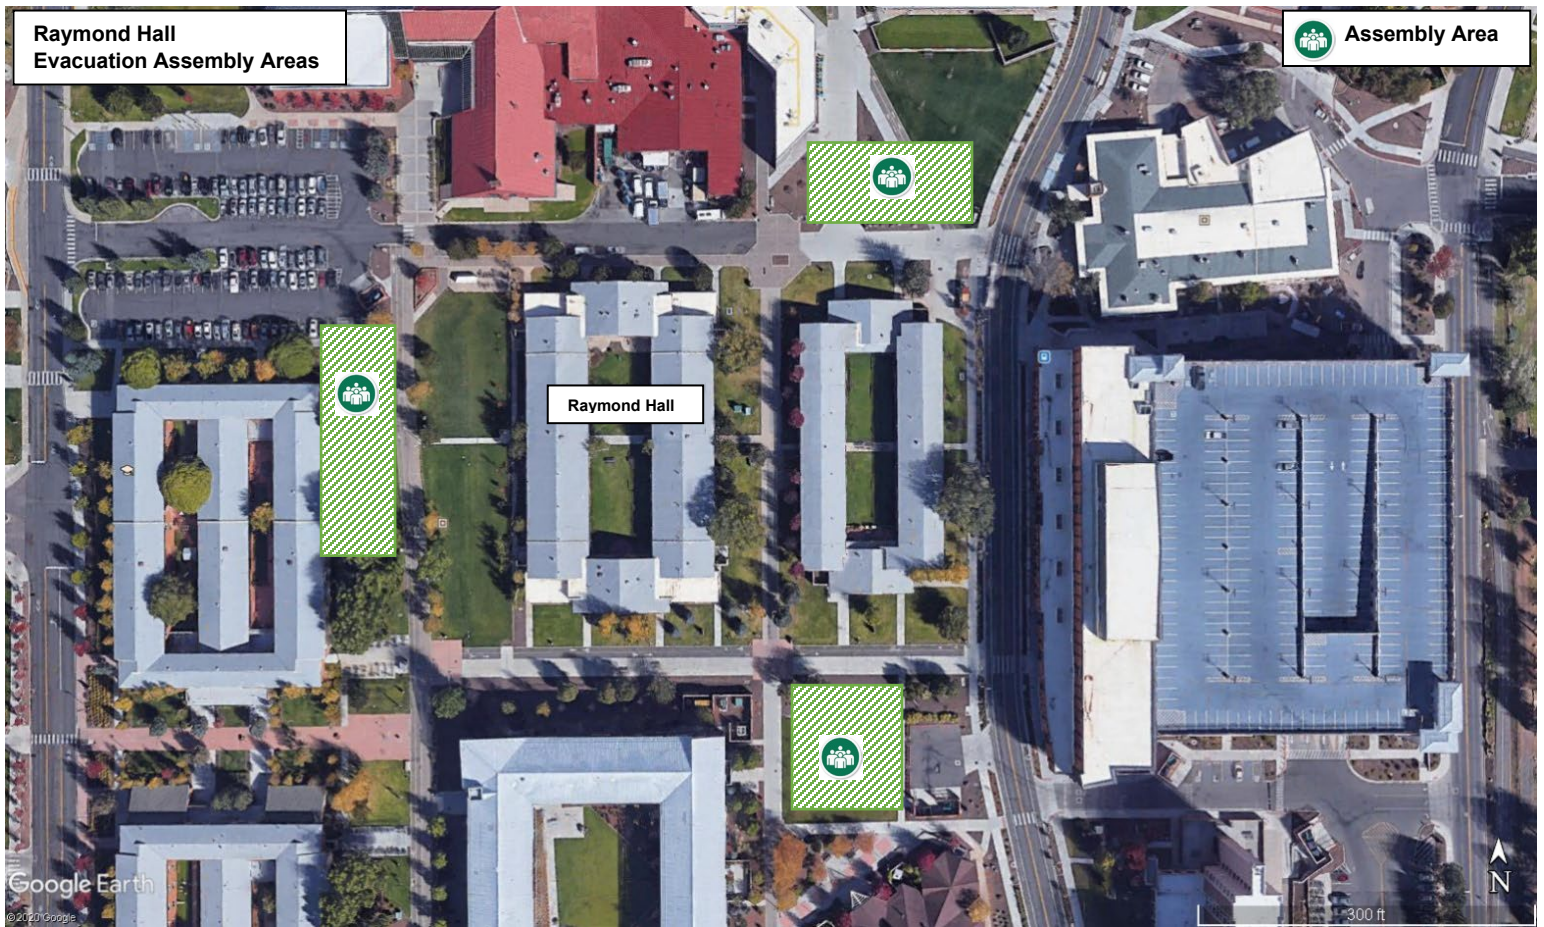 Raymond Hall
Evacuation Assembly Areas
Assembly Area
Raymond Hall
N
Google Earth
©2020 Google
300 ft